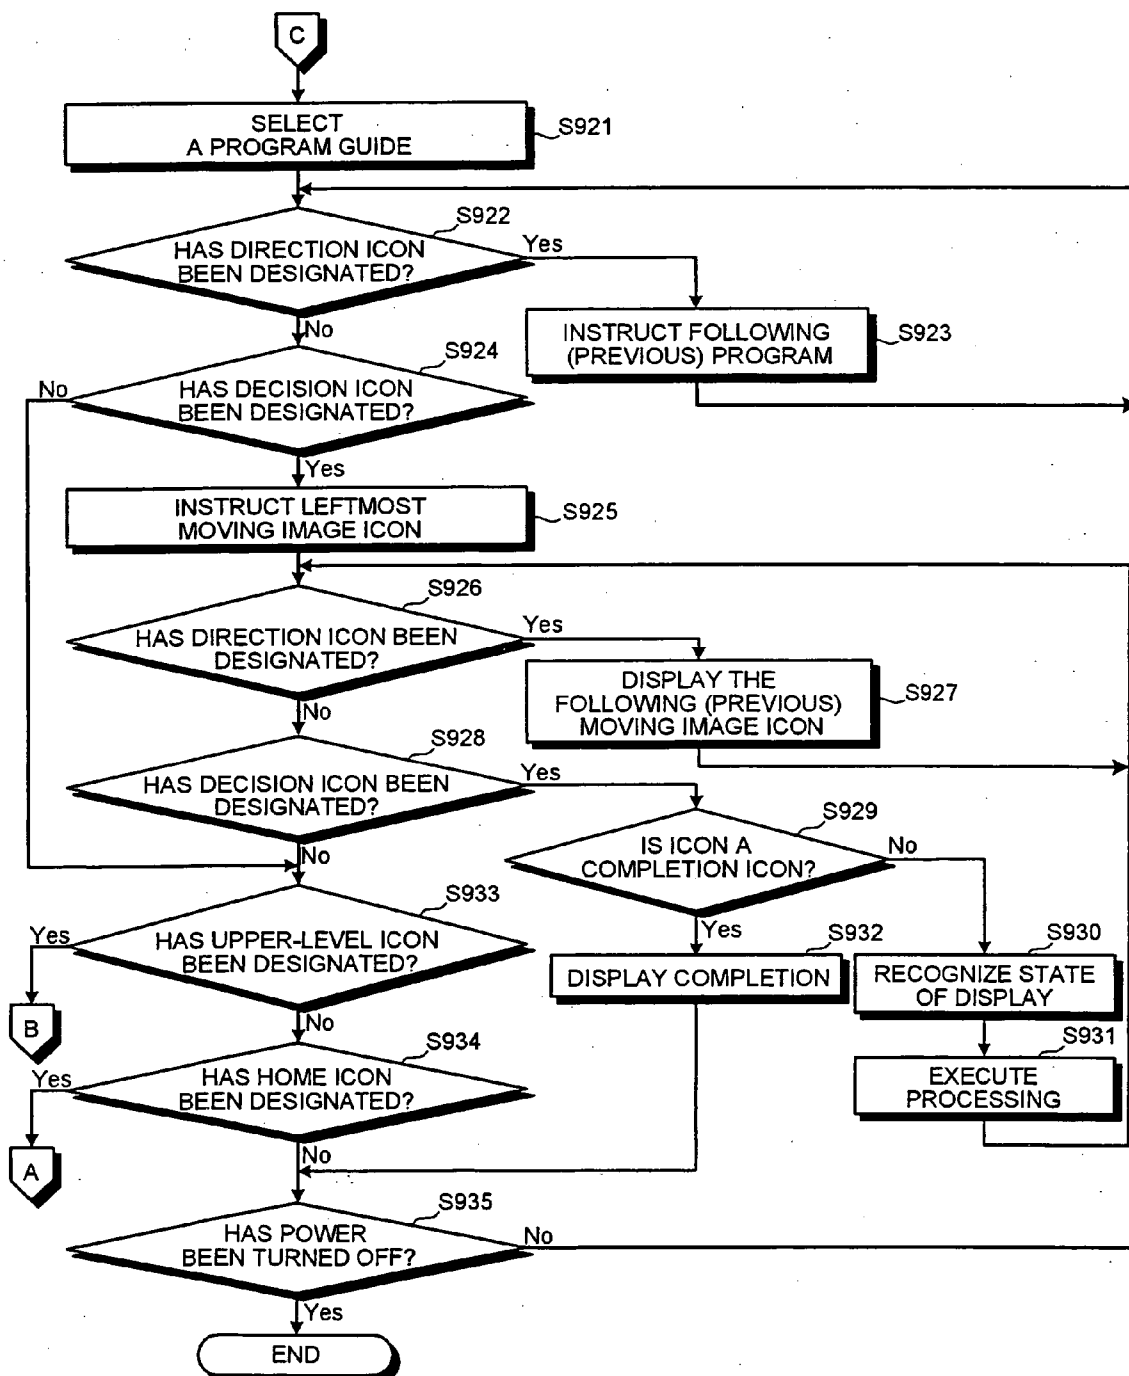 C
SELECT
A PROGRAM GUIDE
S921
S922
HAS DIRECTION ICON
BEEN DESIGNATED?
Yes
No
INSTRUCT FOLLOWING
(PREVIOUS) PROGRAM
S923
S924
No
HAS DECISION ICON
BEEN DESIGNATED?
Yes
INSTRUCT LEFTMOST
MOVING IMAGE ICON
S925
S926
HAS DIRECTION ICON BEEN
DESIGNATED?
Yes
No
DISPLAY THE
FOLLOWING (PREVIOUS)
MOVING IMAGE ICON
S927
S928
HAS DECISION ICON BEEN
DESIGNATED?
Yes
No
S929
IS ICON A
COMPLETION ICON?
No
Yes
S933
Yes
HAS UPPER-LEVEL ICON
BEEN DESIGNATED?
B
No
S932
DISPLAY COMPLETION
S930
RECOGNIZE STATE
OF DISPLAY
S931
EXECUTE
PROCESSING
S934
Yes
HAS HOME ICON
BEEN DESIGNATED?
A
No
S935
HAS POWER
BEEN TURNED OFF?
No
Yes
END